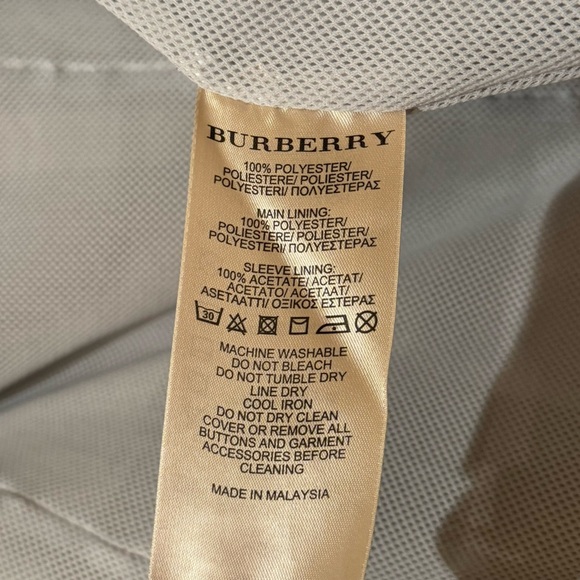 BURBERRY
100% POLYESTER/
POLIESTERE/ POLIESTER/
POLYESTERI/ ΠΟΛΥΕΣΤΕΡΑΣ
MAIN LINING:
100% POLYESTER/
POLIESTERE/ POLIESTER/
POLYESTERI/ ΠΟΛΥΕΣΤΕΡΑΣ
SLEEVE LINING:
100% ACETATE/ ACETAT/
ACETATO/ ACETAAT/
ASETAATTI/ ΟΞΙΚΟΣ ΕΣΤΕΡΑΣ
30
MACHINE WASHABLE
DO NOT BLEACH
DO NOT TUMBLE DRY
LINE DRY
COOL IRON
DO NOT DRY CLEAN
COVER OR REMOVE ALL
BUTTONS AND GARMENT
ACCESSORIES BEFORE
CLEANING
MADE IN MALAYSIA